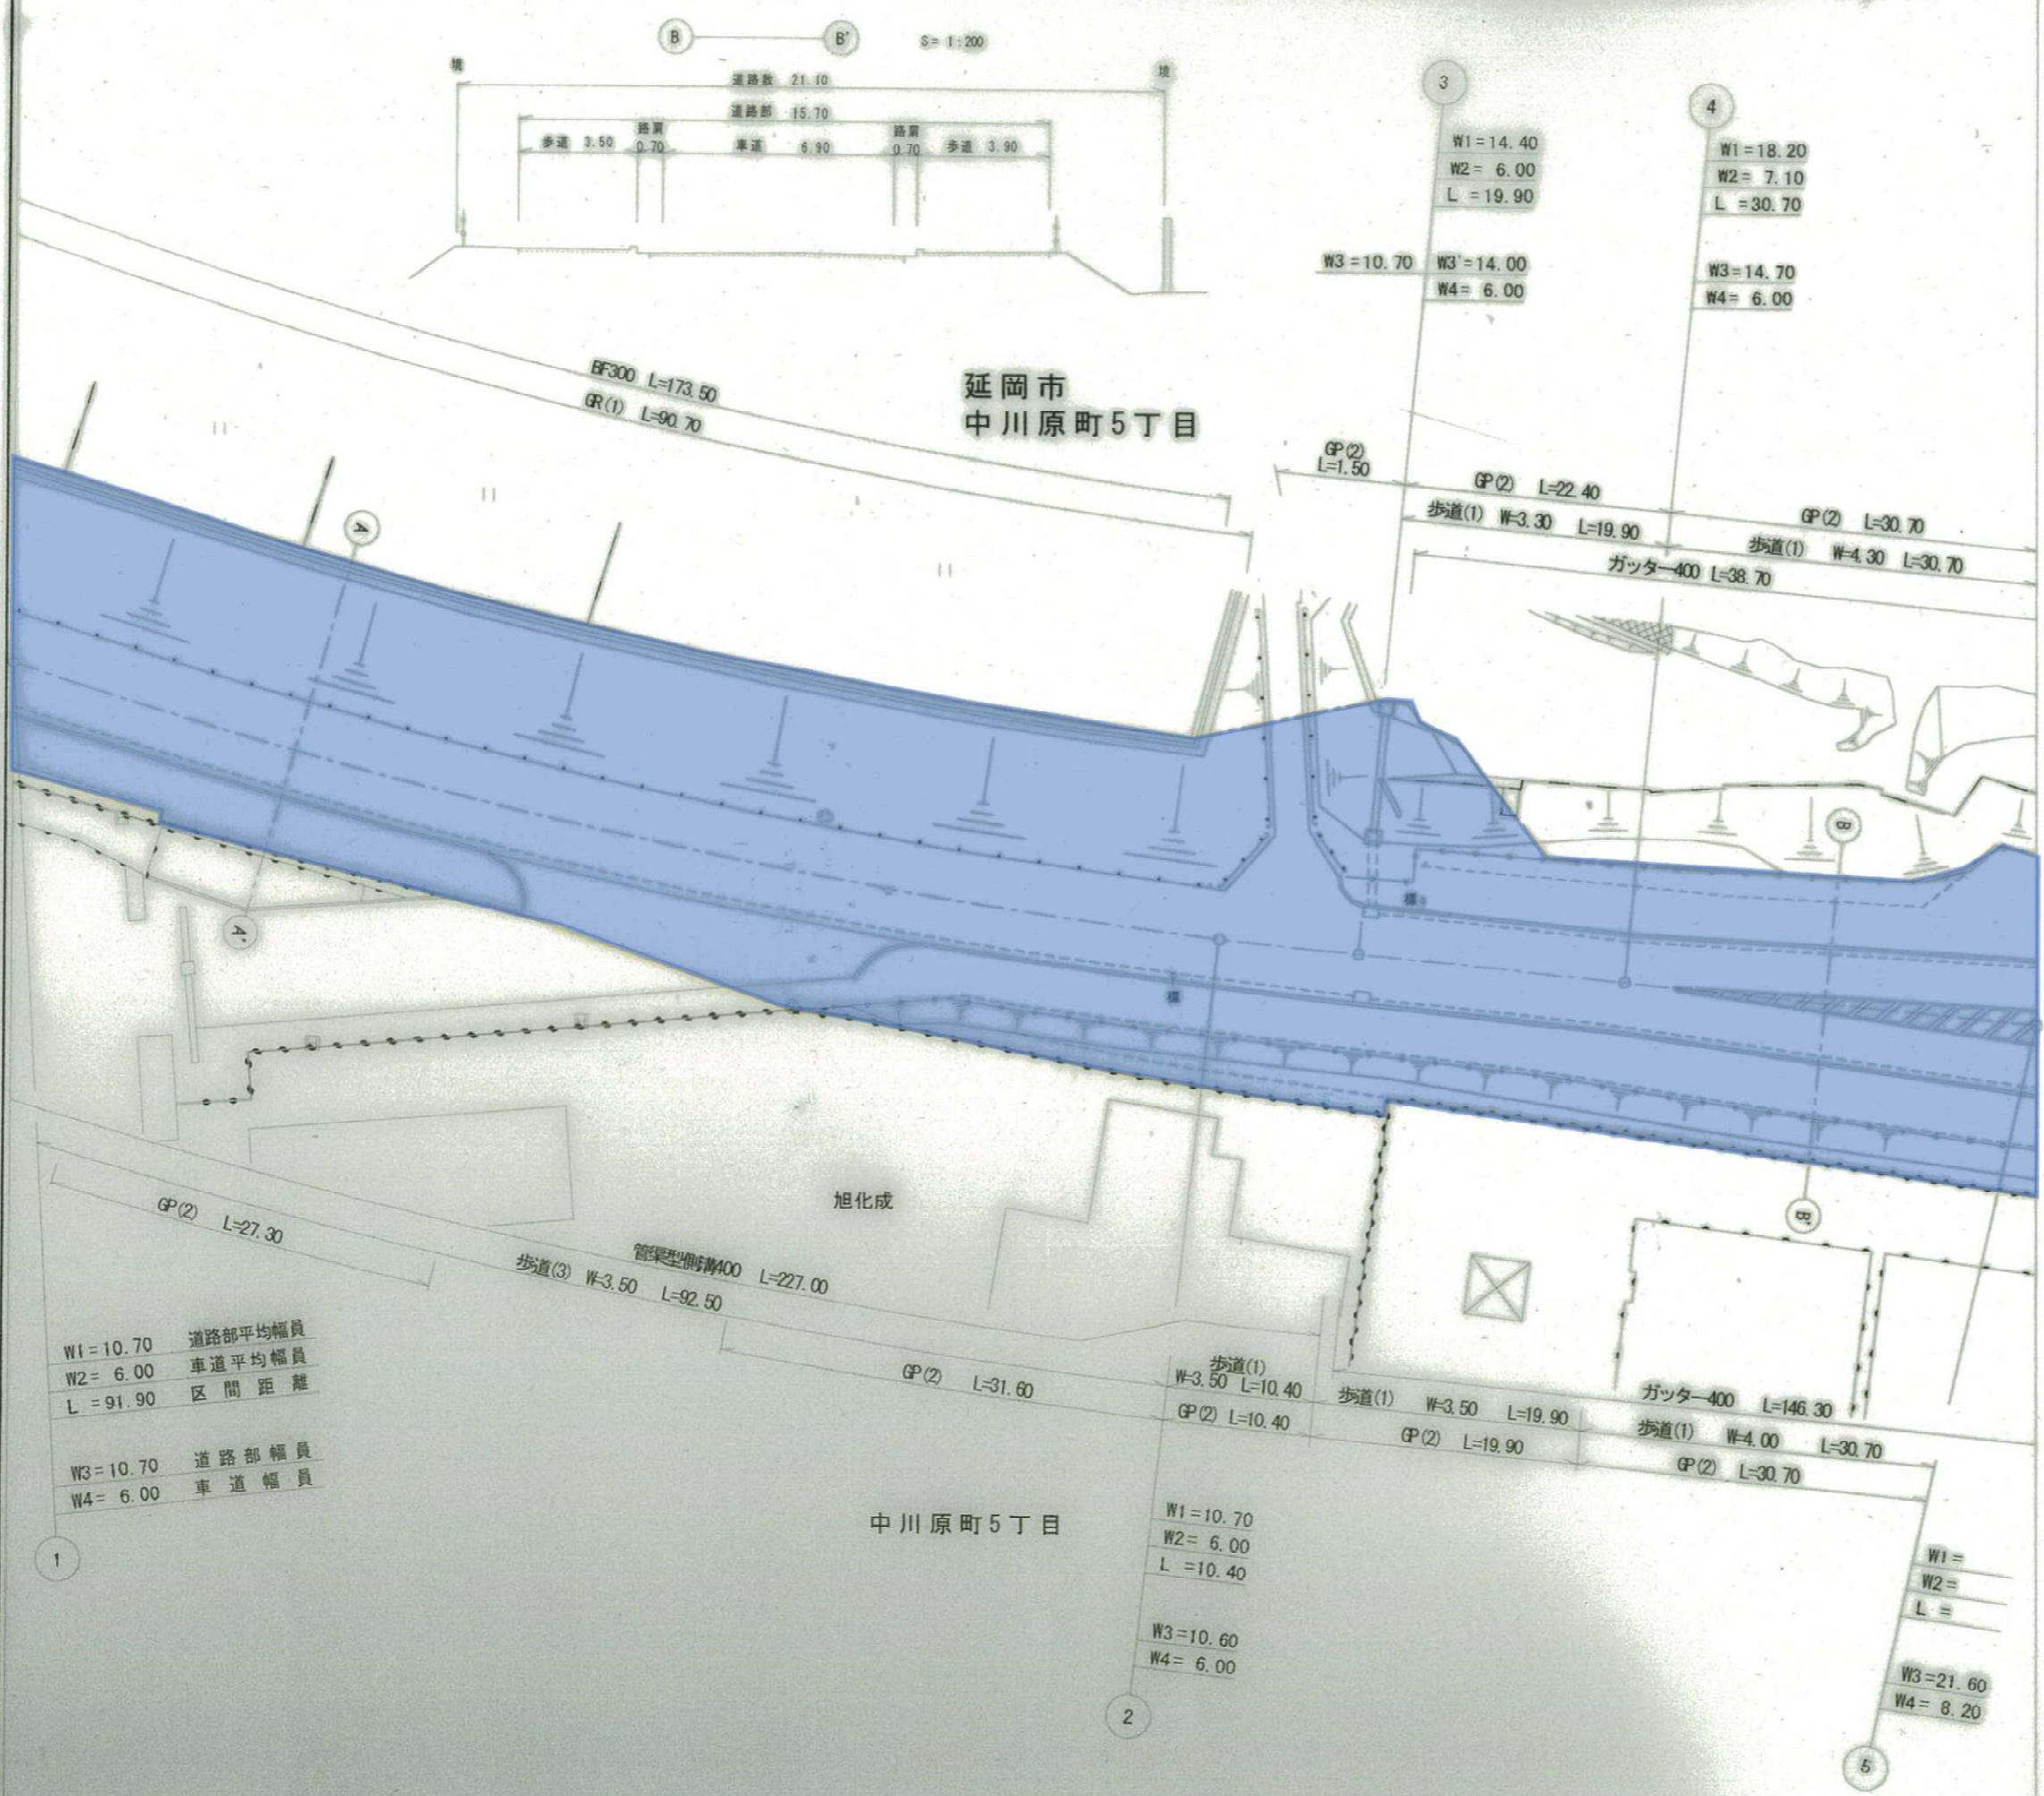 B B' S= 1:200
境 境
道路敷 21.10
道路部 15.70
歩道 3.50 路肩 0.70 車道 6.90 路肩 0.70 歩道 3.90
3
W1=14.40
W2= 6.00
L =19.90
W3=10.70 W3'=14.00
W4= 6.00
4
W1=18.20
W2= 7.10
L =30.70
W3=14.70
W4= 6.00
BF300 L=173.50
GR(1) L=90.70
延岡市
中川原町5丁目
GP(2)
L=1.50
GP(2) L=22.40
歩道(1) W=3.30 L=19.90
GP(2) L=30.70
歩道(1) W=4.30 L=30.70
ガッター400 L=38.70
A
A'
B
B'
標
標
旭化成
GP(2) L=27.30
管渠型側溝400 L=227.00
歩道(3) W=3.50 L=92.50
GP(2) L=31.60
歩道(1)
W=3.50 L=10.40
GP(2) L=10.40
歩道(1) W=3.50 L=19.90
GP(2) L=19.90
ガッター400 L=146.30
歩道(1) W=4.00 L=30.70
GP(2) L=30.70
W1=10.70 道路部平均幅員
W2= 6.00 車道平均幅員
L =91.90 区間距離
W3=10.70 道路部幅員
W4= 6.00 車道幅員
1
中川原町5丁目
W1=10.70
W2= 6.00
L =10.40
W3=10.60
W4= 6.00
2
W1=
W2=
L =
W3=21.60
W4= 8.20
5